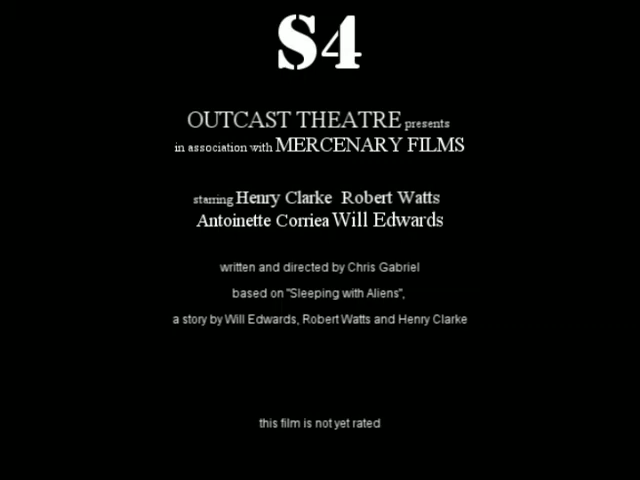 S4
OUTCAST THEATRE presents
in association with MERCENARY FILMS
starring Henry Clarke Robert Watts
Antoinette Corriea Will Edwards
written and directed by Chris Gabriel
based on "Sleeping with Aliens",
a story by Will Edwards, Robert Watts and Henry Clarke
this film is not yet rated